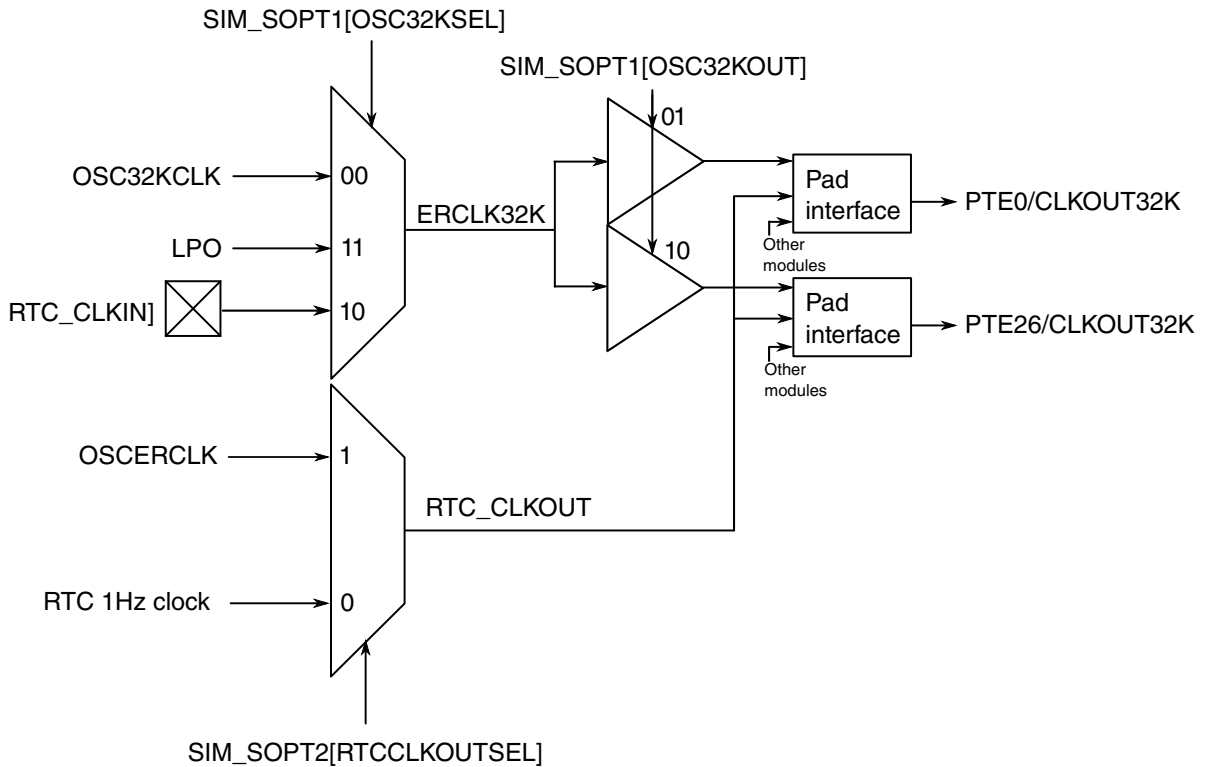 SIM_SOPT1[OSC32KSEL]
SIM_SOPT1[OSC32KOUT]
01
OSC32KCLK
00
Pad
interface
PTE0/CLKOUT32K
ERCLK32K
LPO
11
10
Other
modules
RTC_CLKIN]
10
Pad
interface
PTE26/CLKOUT32K
Other
modules
OSCERCLK
1
RTC_CLKOUT
RTC 1Hz clock
0
SIM_SOPT2[RTCCLKOUTSEL]